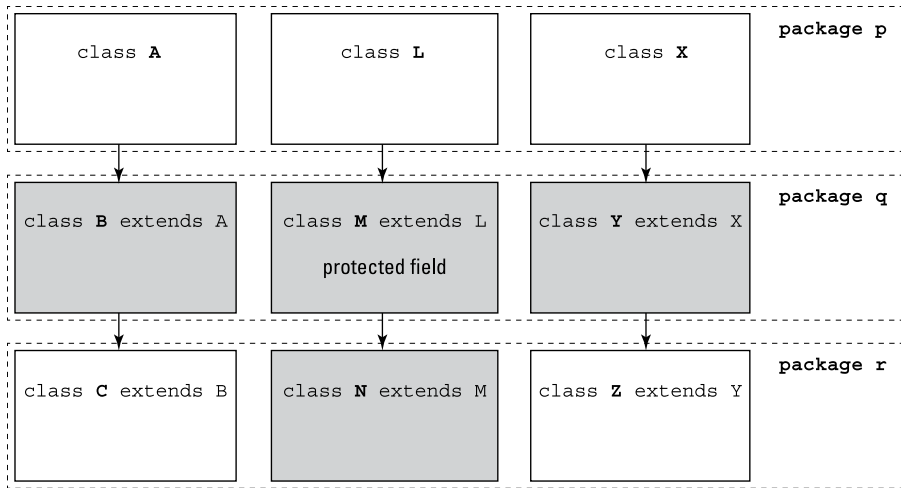 package p
class A
class L
class X
package q
class B extends A
class M extends L
protected field
class Y extends X
package r
class C extends B
class N extends M
class Z extends Y